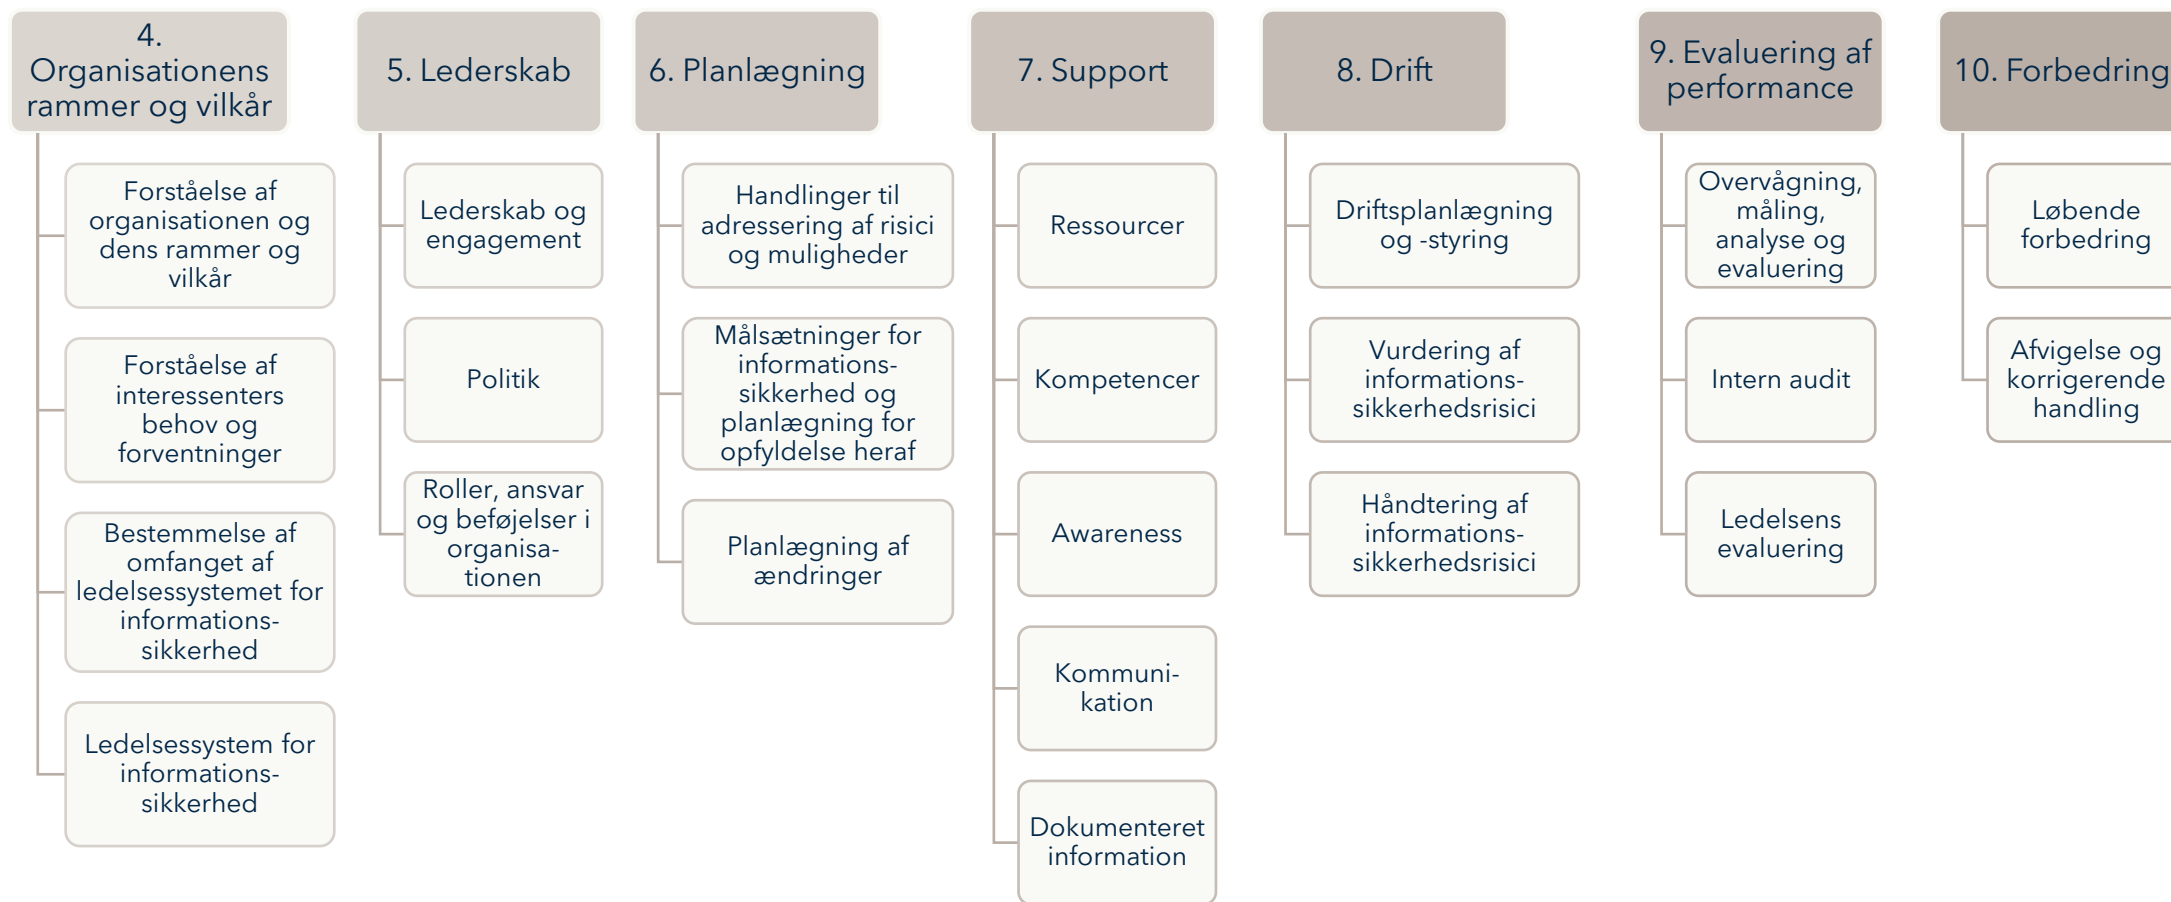 4.
Organisationens
rammer og vilkår
Forståelse af
organisationen og
dens rammer og
vilkår
Forståelse af
interessenters
behov og
forventninger
Bestemmelse af
omfanget af
ledelsessystemet for
informations-
sikkerhed
Ledelsessystem for
informations-
sikkerhed
5. Lederskab
Lederskab og
engagement
Politik
Roller, ansvar
og beføjelser i
organisa-
tionen
6. Planlægning
Handlinger til
adressering af risici
og muligheder
Målsætninger for
informations-
sikkerhed og
planlægning for
opfyldelse heraf
Planlægning af
ændringer
7. Support
Ressourcer
Kompetencer
Awareness
Kommuni-
kation
Dokumenteret
information
8. Drift
Driftsplanlægning
og -styring
Vurdering af
informations-
sikkerhedsrisici
Håndtering af
informations-
sikkerhedsrisici
9. Evaluering af
performance
Overvågning,
måling,
analyse og
evaluering
Intern audit
Ledelsens
evaluering
10. Forbedring
Løbende
forbedring
Afvigelse og
korrigerende
handling